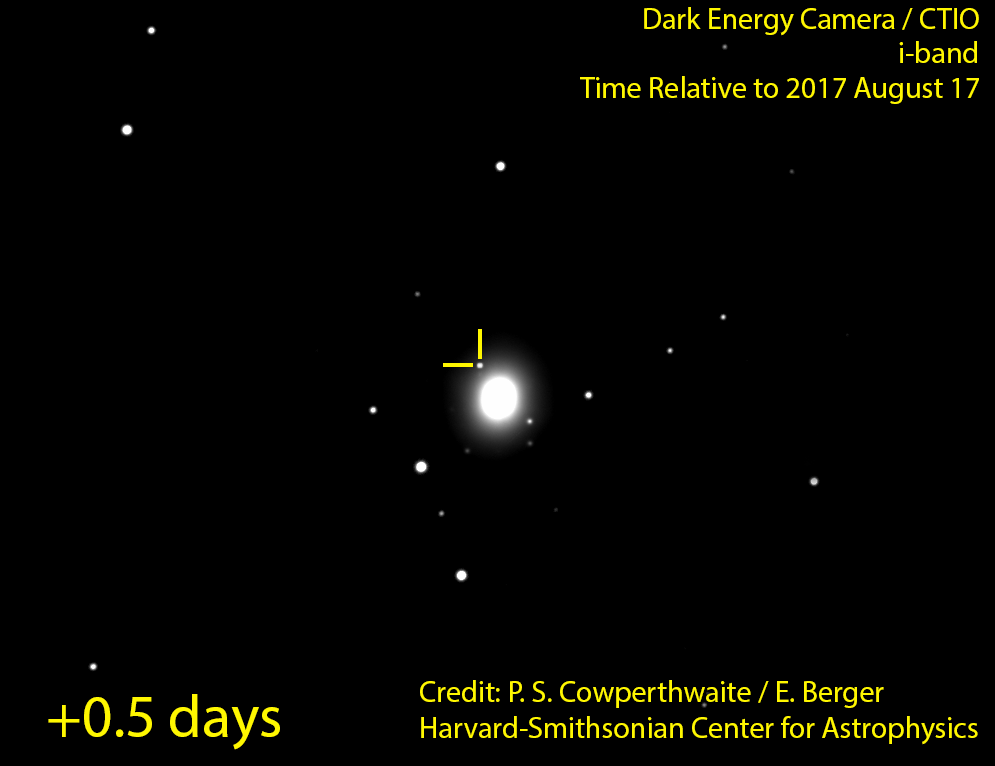 Dark Energy Camera / CTIO
i-band
Time Relative to 2017 August 17
+0.5 days
Credit: P. S. Cowperthwaite / E. Berger
Harvard-Smithsonian Center for Astrophysics